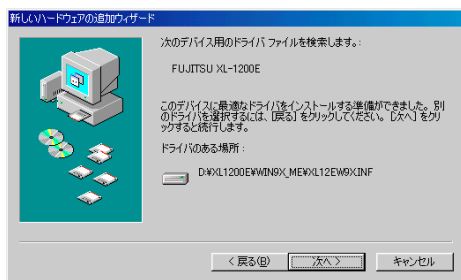 新しいハードウェアの追加ウィザード
次のデバイス用のドライバ ファイルを検索します。:
FUJITSU XL-1200E
このデバイスに最適なドライバをインストールする準備ができました。別
のドライバを選択するには、[戻る] をクリックしてください。[次へ] をクリ
ックすると続行します。
ドライバのある場所:
D:¥XL1200E¥WIN9X_ME¥XL12EW9X.INF
< 戻る(B)
次へ >
キャンセル